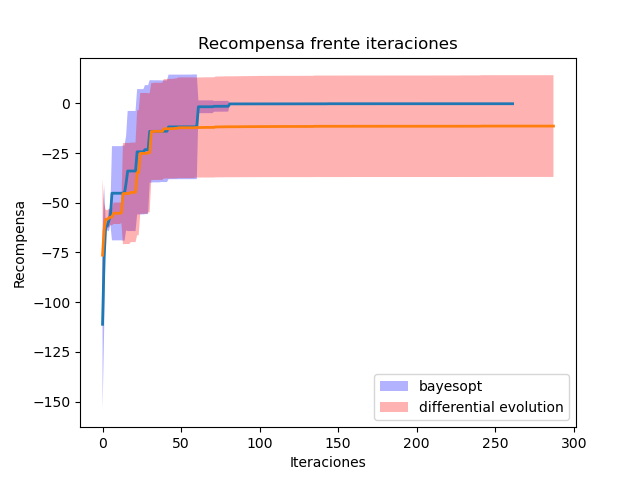 Recompensa frente iteraciones
Recompensa
0
−25
−50
−75
−100
−125
−150
0 50 100 150 200 250 300
Iteraciones
bayesopt
differential evolution